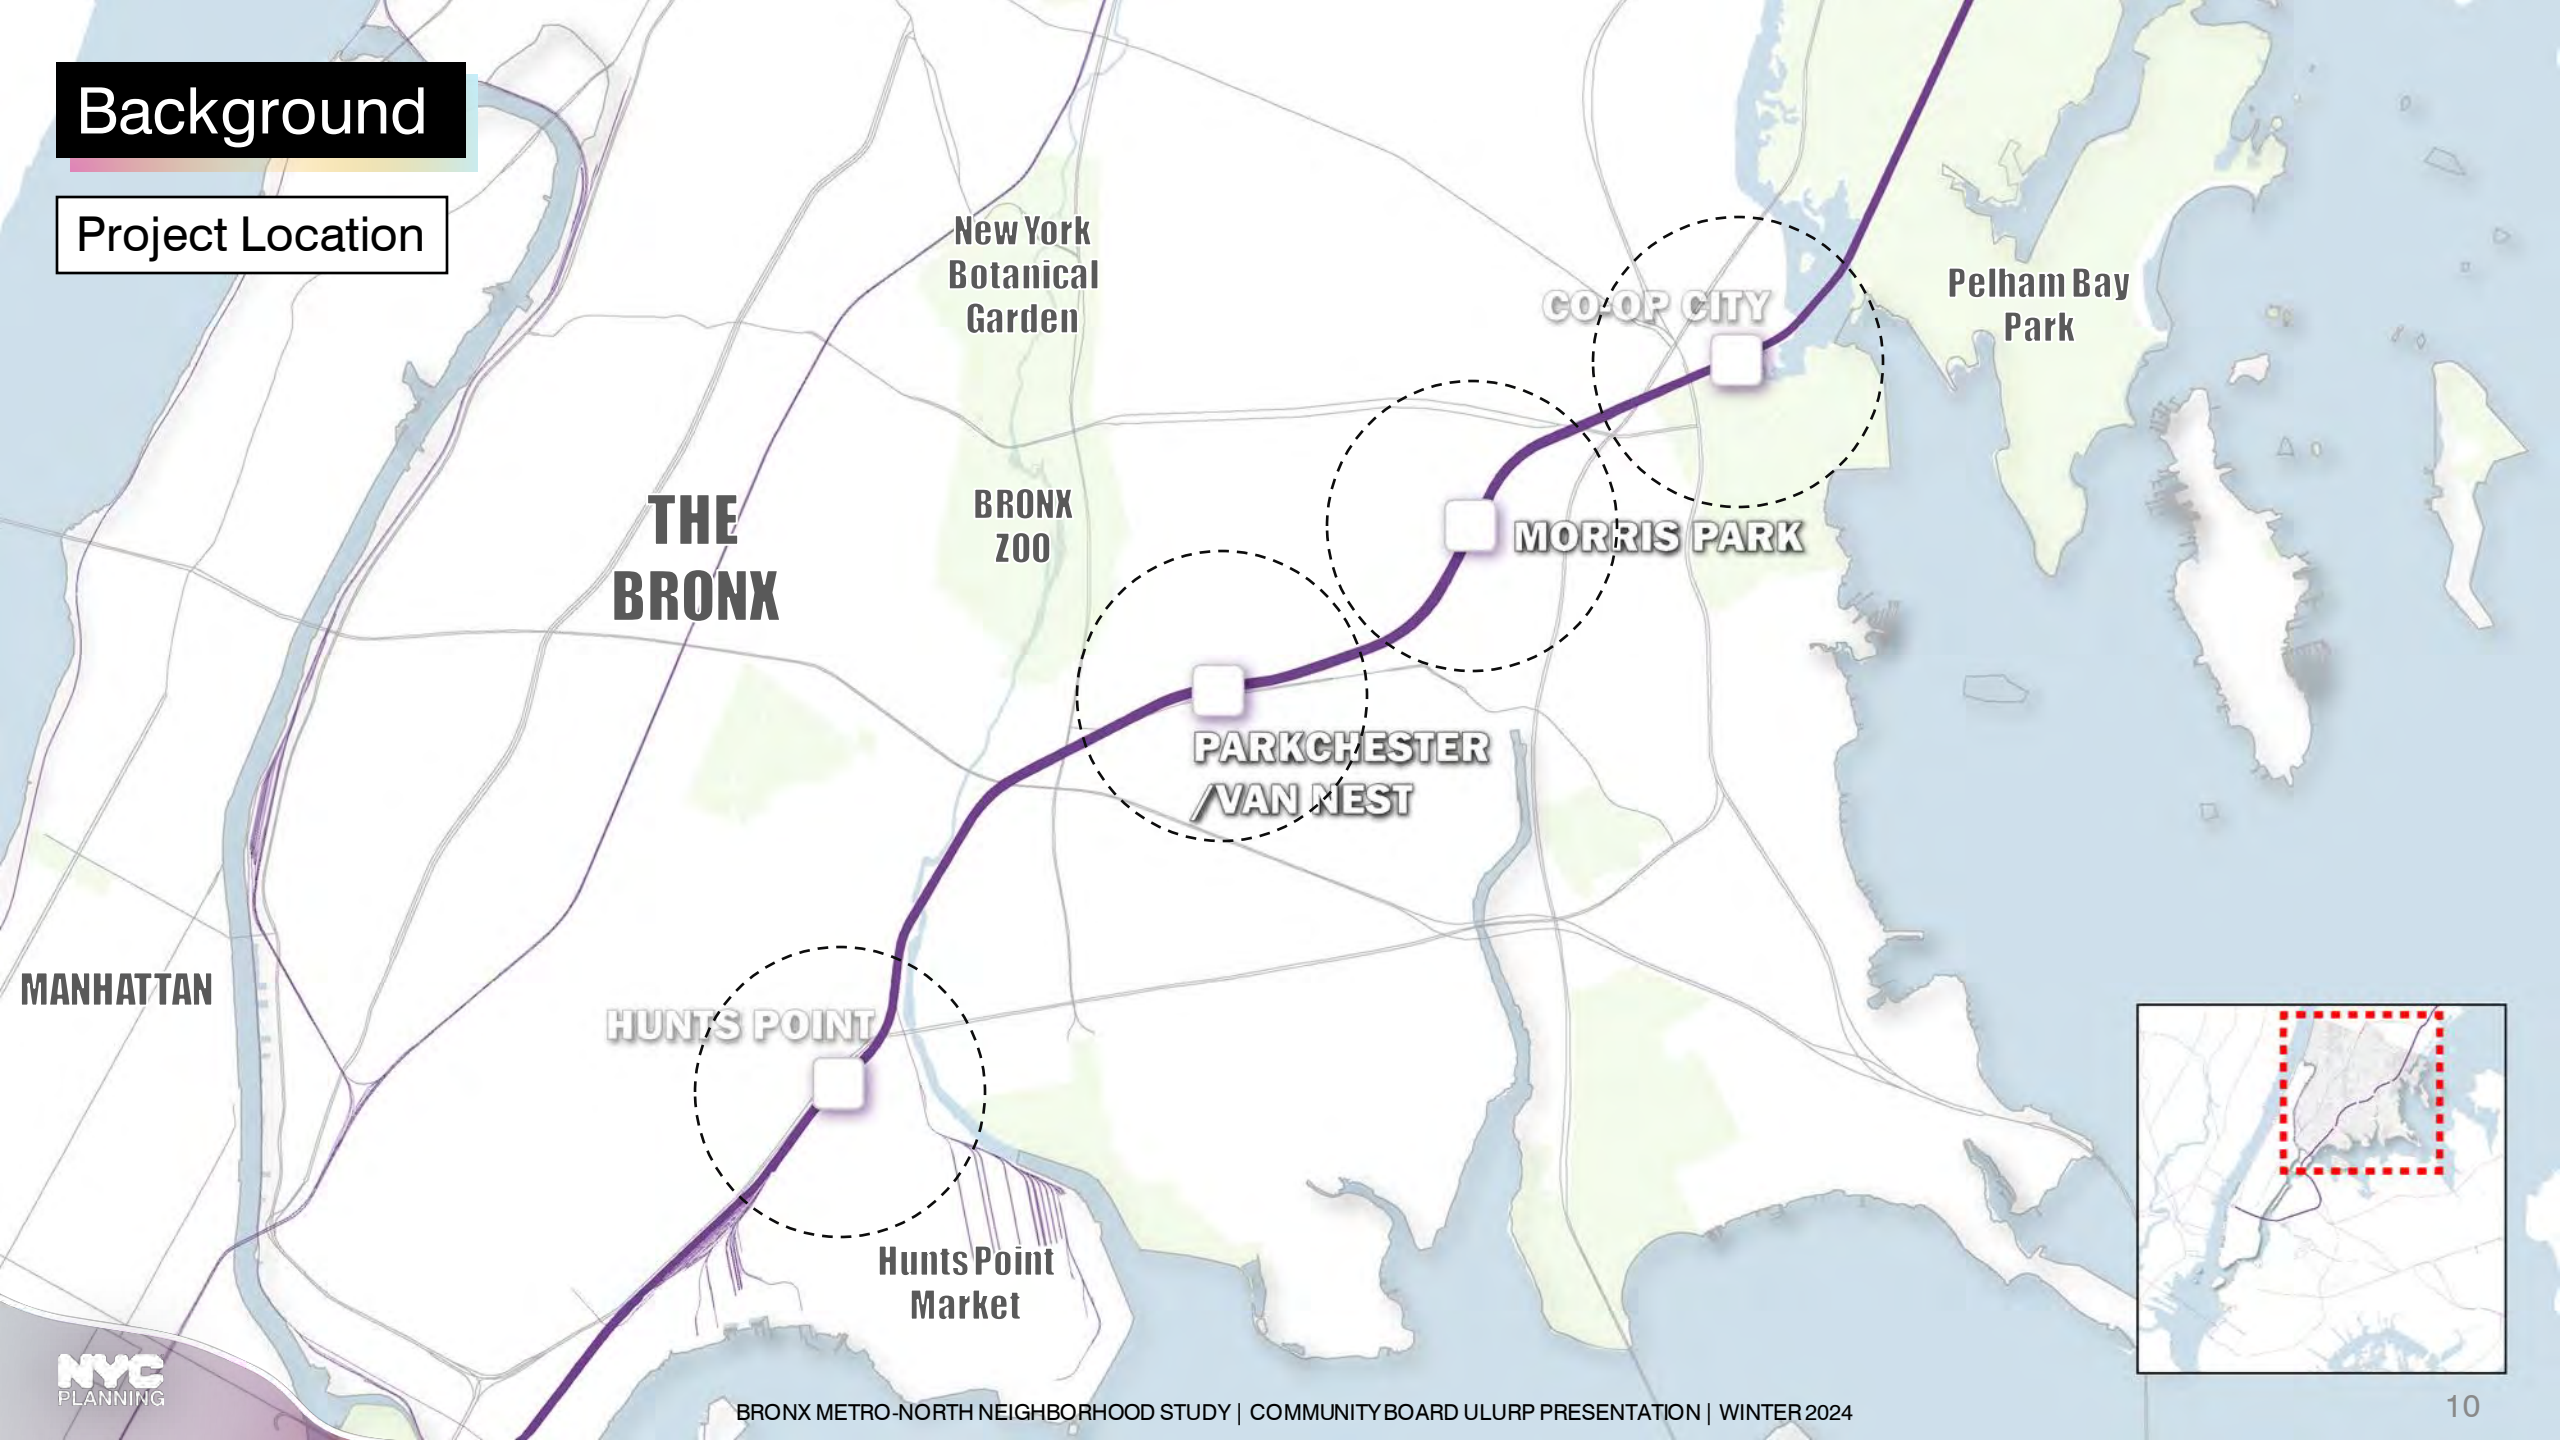 Background
Project Location
New York
Botanical
Garden
CO-OP CITY
Pelham Bay
Park
THE
BRONX
BRONX
ZOO
MORRIS PARK
PARKCHESTER
/VAN NEST
MANHATTAN
HUNTS POINT
Hunts Point
Market
NYC
PLANNING
BRONX METRO-NORTH NEIGHBORHOOD STUDY | COMMUNITY BOARD ULURP PRESENTATION | WINTER 2024
10